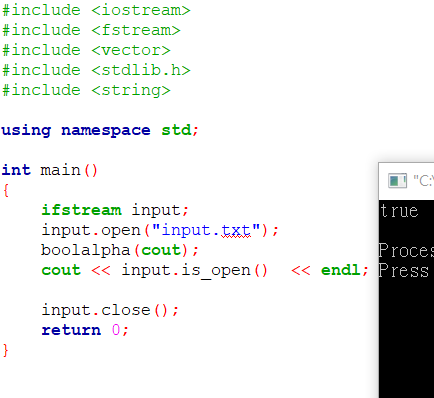 #include <iostream>
#include <fstream>
#include <vector>
#include <stdlib.h>
#include <string>
using namespace std;
int main()
{
ifstream input;
input.open("input.txt");
boolalpha(cout);
cout << input.is_open()  << endl;
input.close();
return 0;
}
"C:\
true
Proces
Press